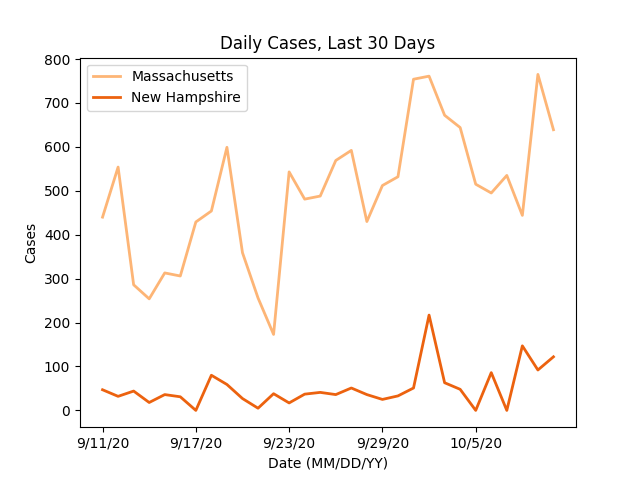 Daily Cases, Last 30 Days
Massachusetts
New Hampshire
800
700
600
500
400
300
200
100
0
Cases
9/11/20 9/17/20 9/23/20 9/29/20 10/5/20
Date (MM/DD/YY)